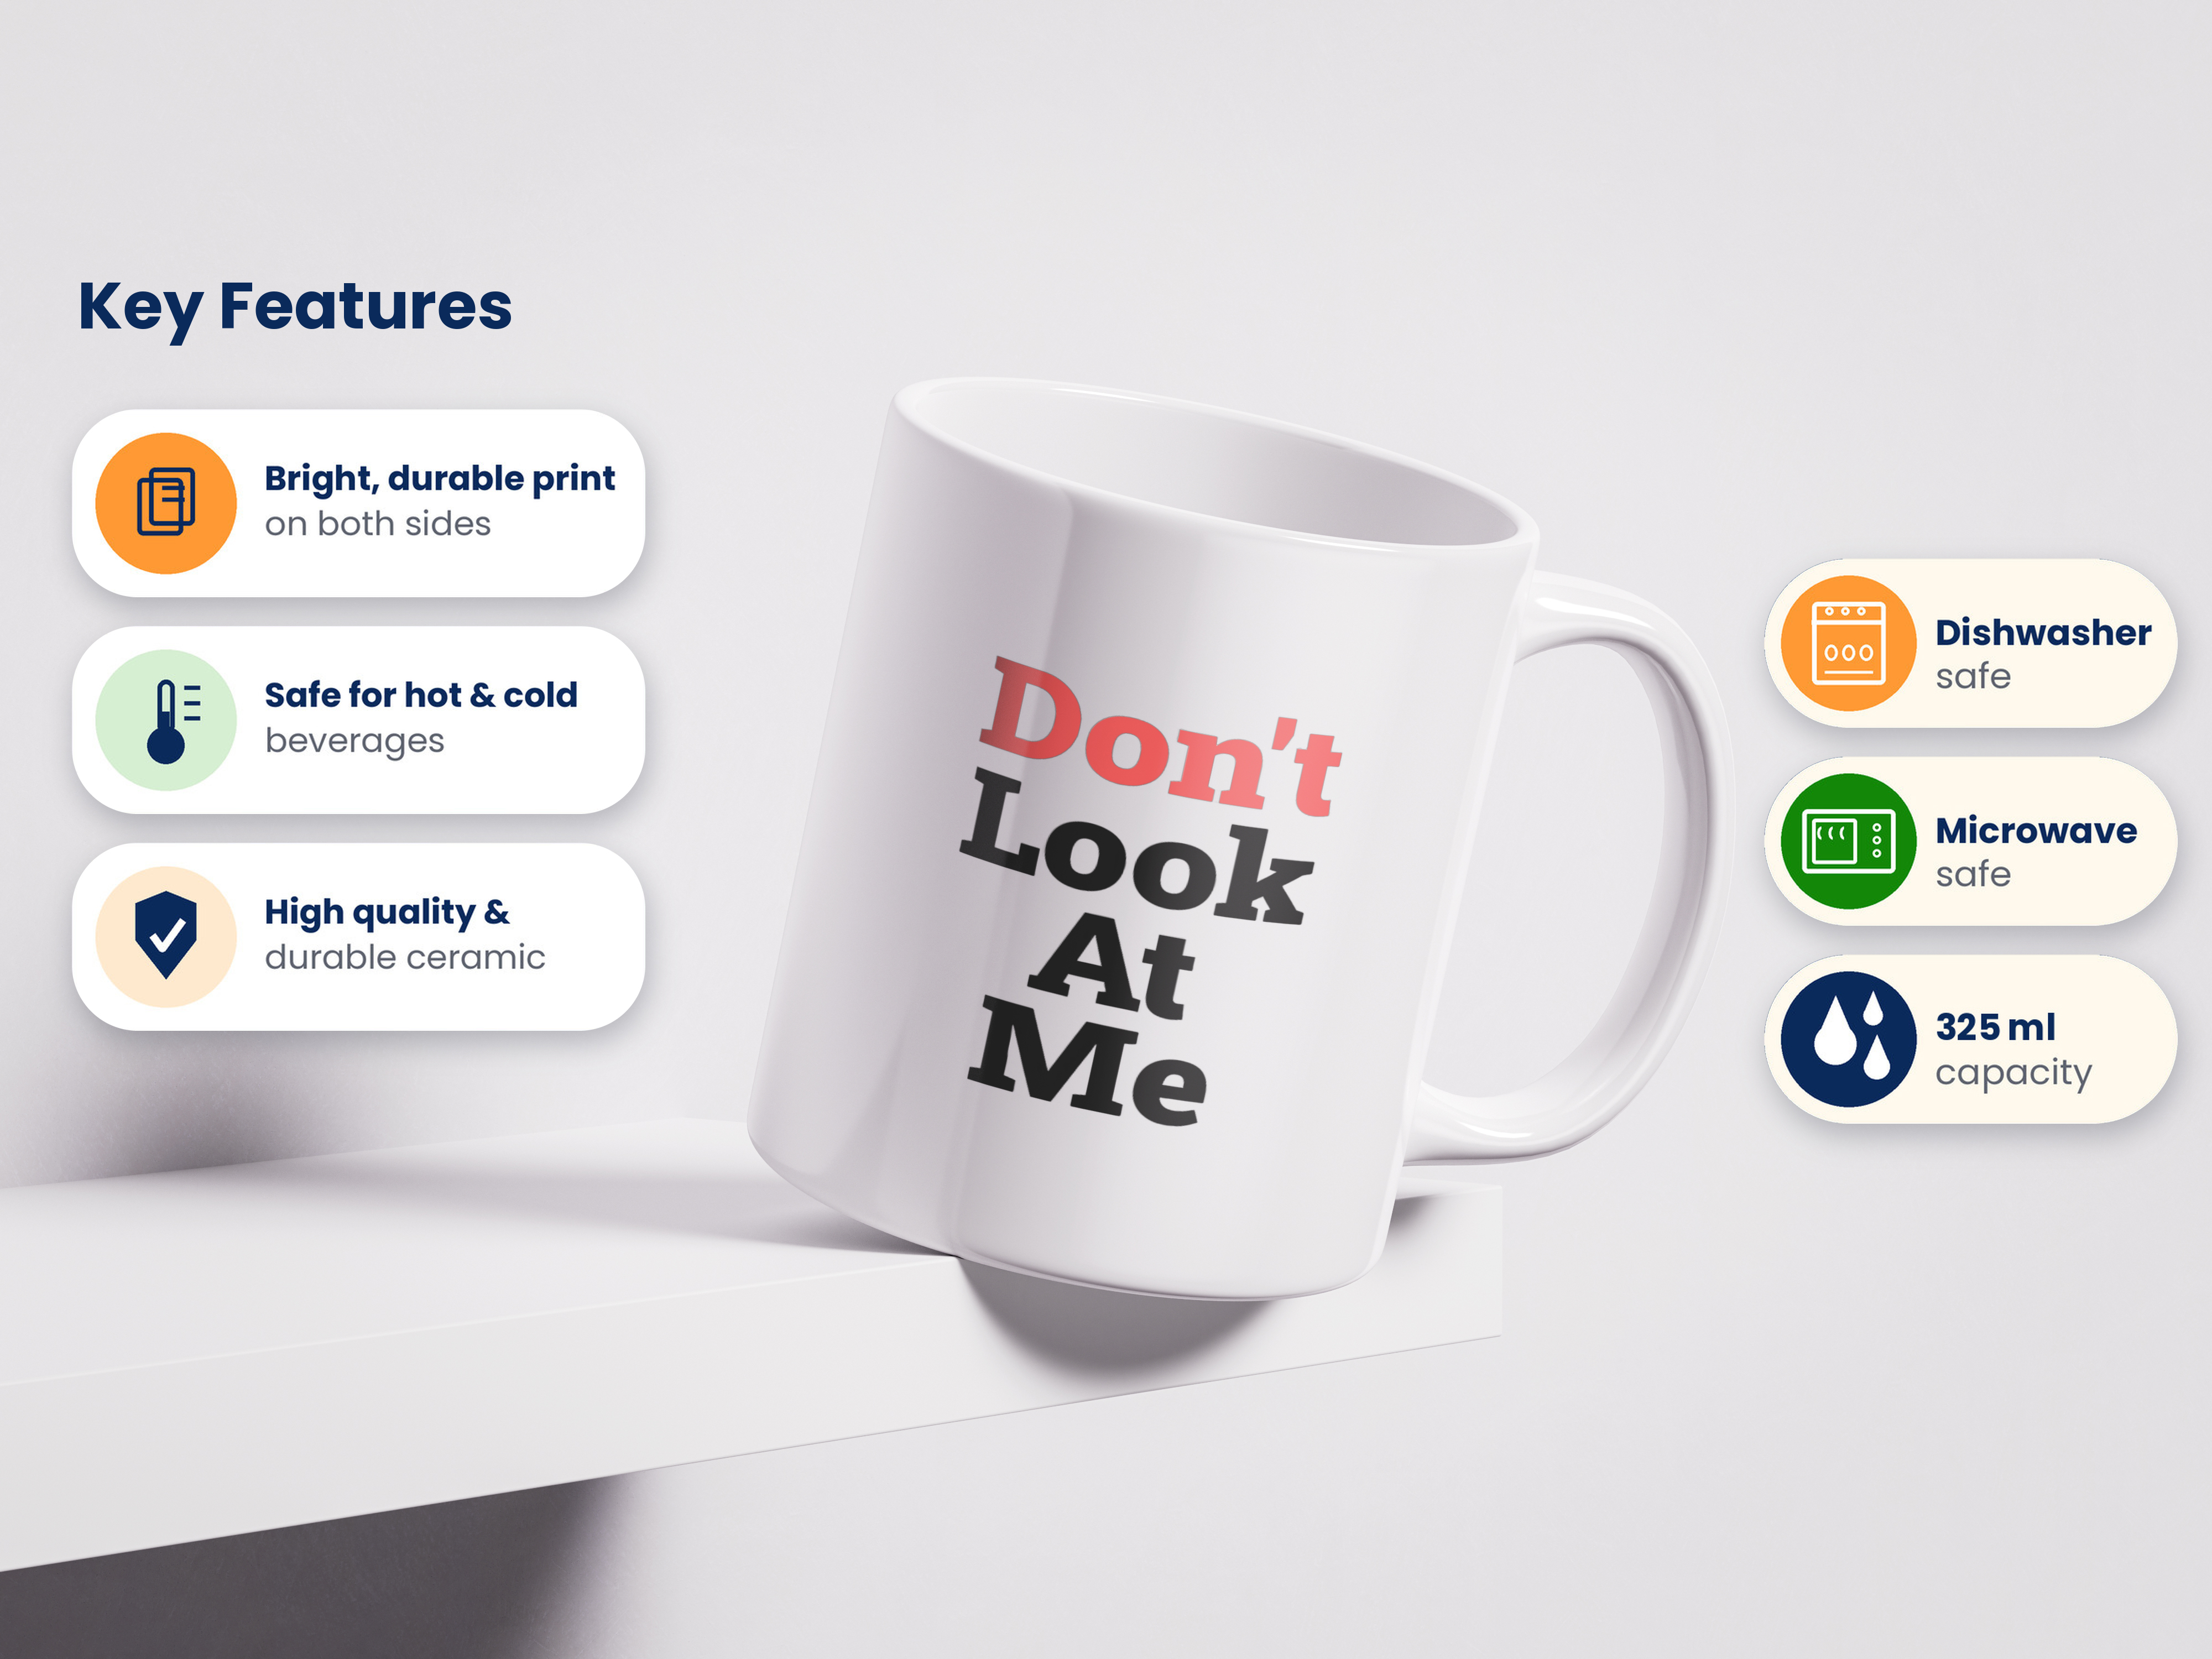 Key Features
Bright, durable print
on both sides
Safe for hot & cold
beverages
High quality &
durable ceramic
Don't
Look
At
Me
Dishwasher
safe
Microwave
safe
325 ml
capacity